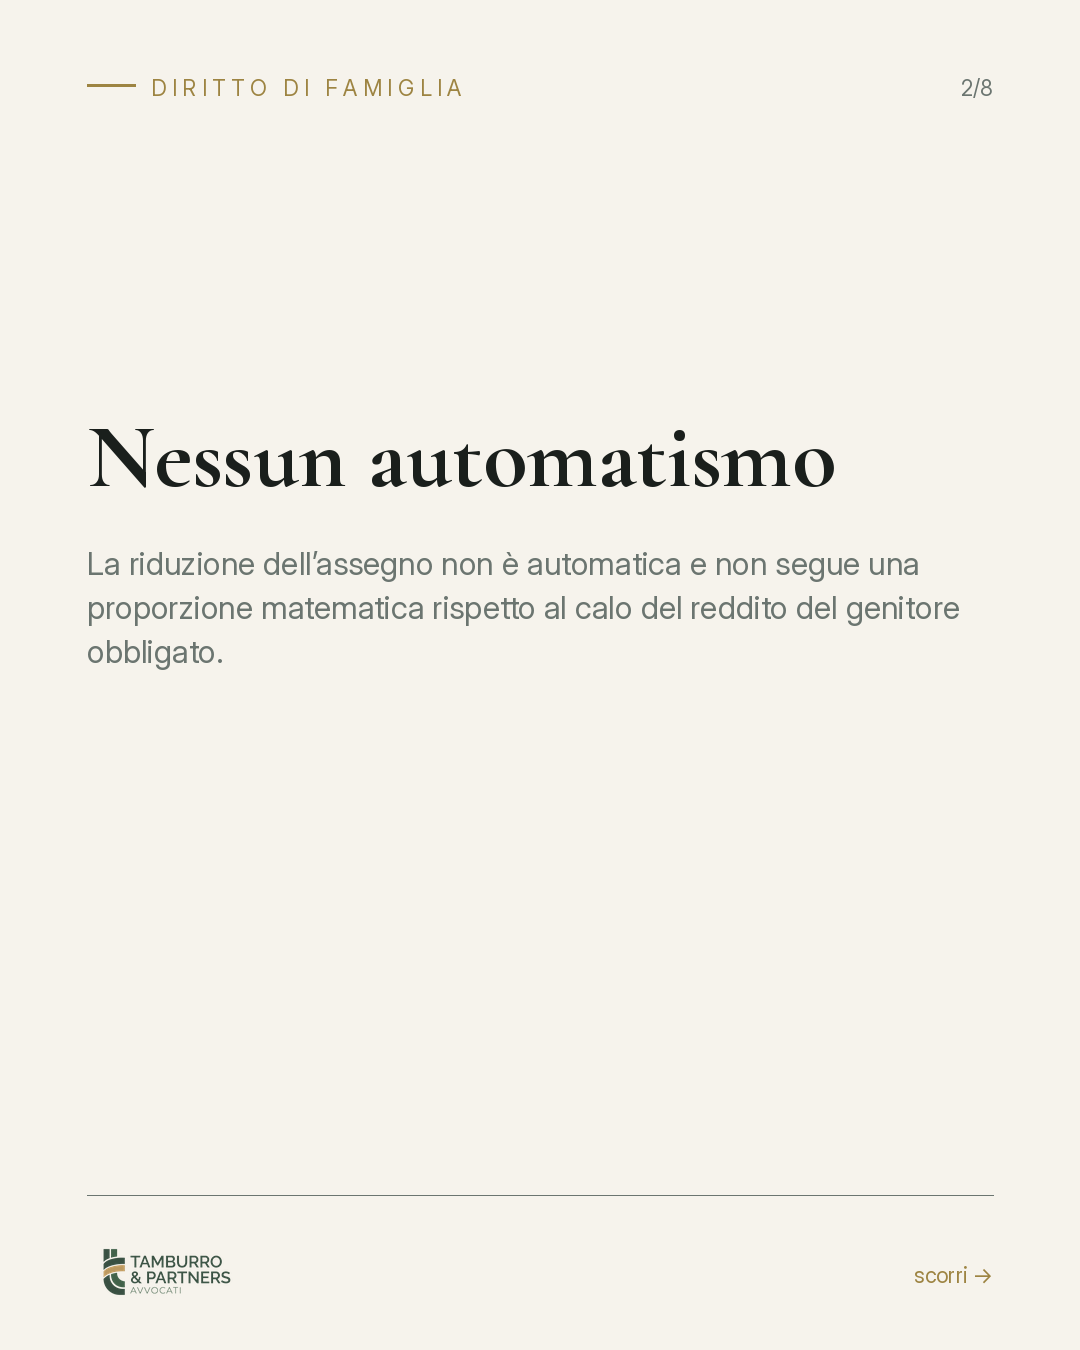 DIRITTO DI FAMIGLIA
2/8
Nessun automatismo
La riduzione dell’assegno non è automatica e non segue una
proporzione matematica rispetto al calo del reddito del genitore
obbligato.
TAMBURRO
& PARTNERS
AVVOCATI
scorri →